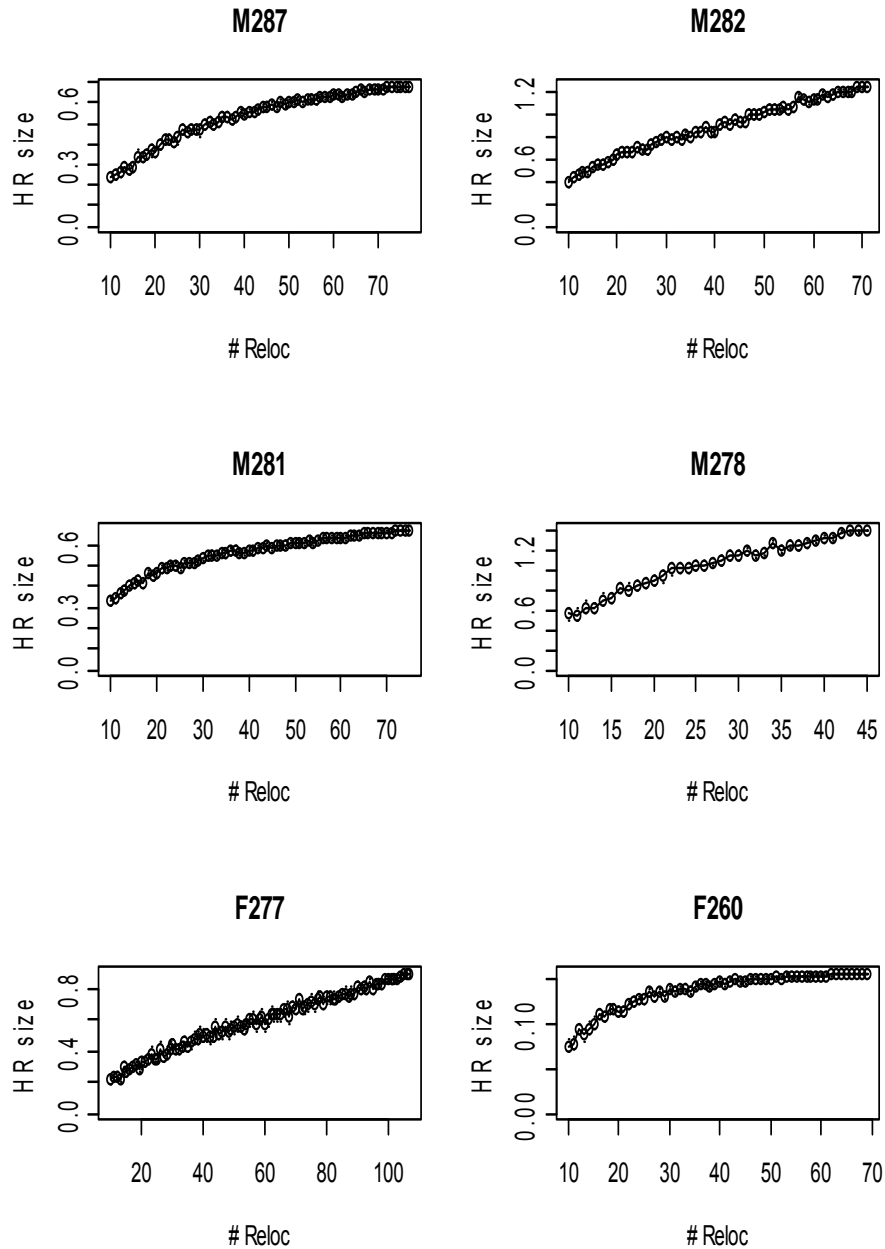 M287
HR size
0.0 0.3 0.6
10 20 30 40 50 60 70
# Reloc
M282
HR size
0.0 0.6 1.2
10 20 30 40 50 60 70
# Reloc
M281
HR size
0.0 0.3 0.6
10 20 30 40 50 60 70
# Reloc
M278
HR size
0.0 0.6 1.2
10 15 20 25 30 35 40 45
# Reloc
F277
HR size
0.0 0.4 0.8
20 40 60 80 100
# Reloc
F260
HR size
0.00 0.10
10 20 30 40 50 60 70
# Reloc